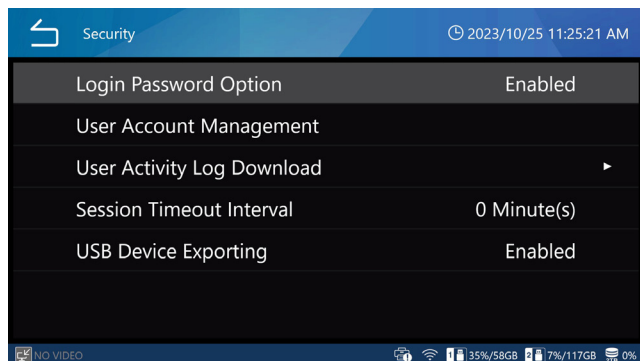 Security 2023/10/25 11:25:21 AM
Login Password Option Enabled
User Account Management
User Activity Log Download
Session Timeout Interval 0 Minute(s)
USB Device Exporting Enabled
NO VIDEO 1 35%/58GB 2 7%/117GB 0%